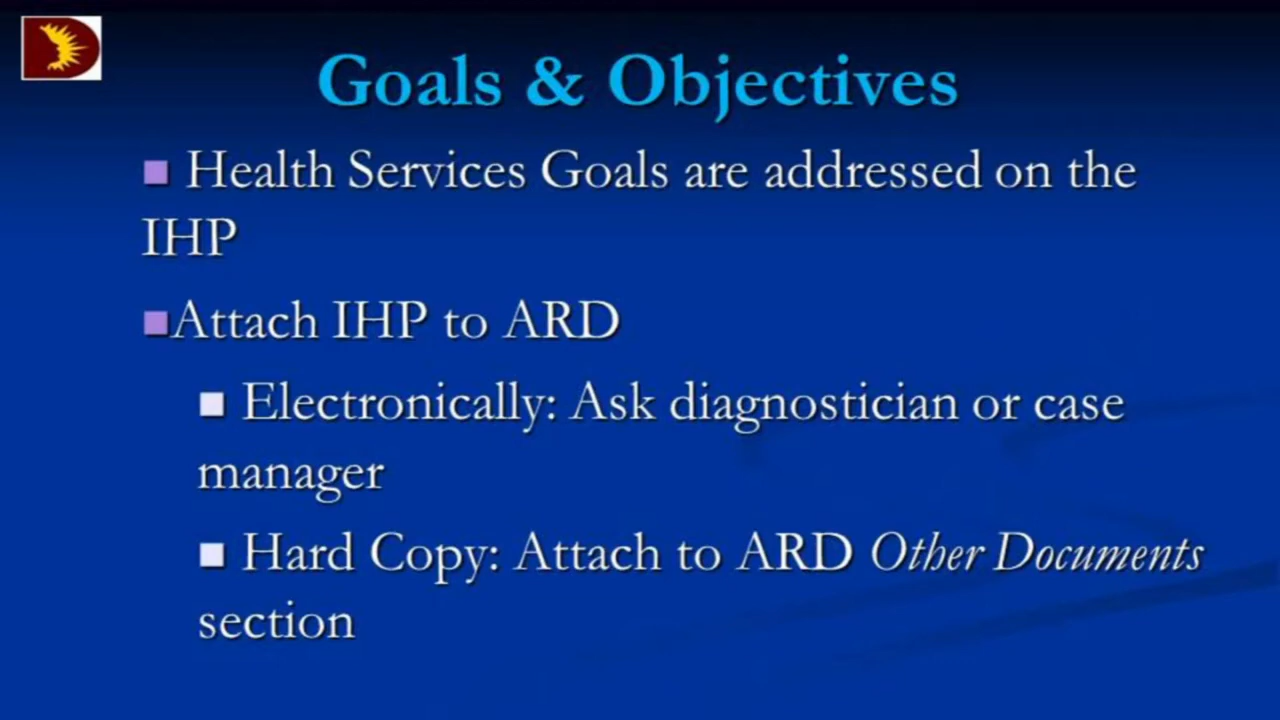 Goals & Objectives
Health Services Goals are addressed on the
IHP
Attach IHP to ARD
Electronically: Ask diagnostician or case
manager
Hard Copy: Attach to ARD Other Documents
section